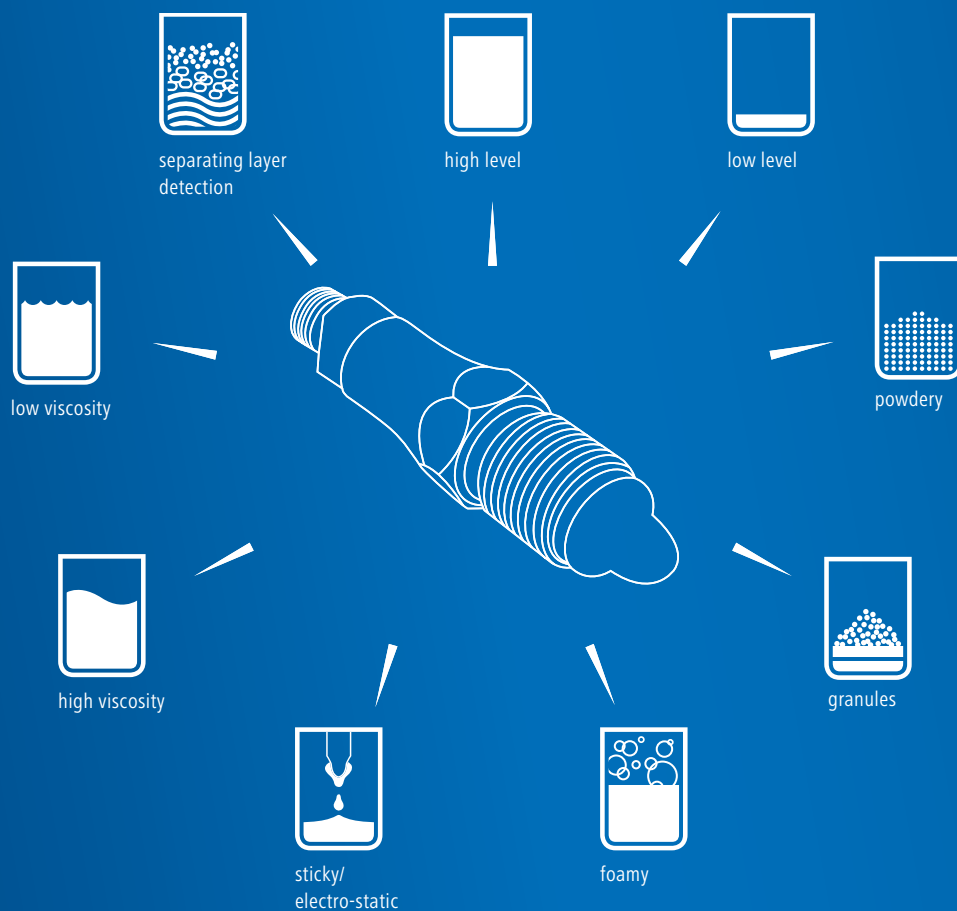 separating layer
detection
high level
low level
low viscosity
powdery
high viscosity
granules
sticky/
electro-static
foamy